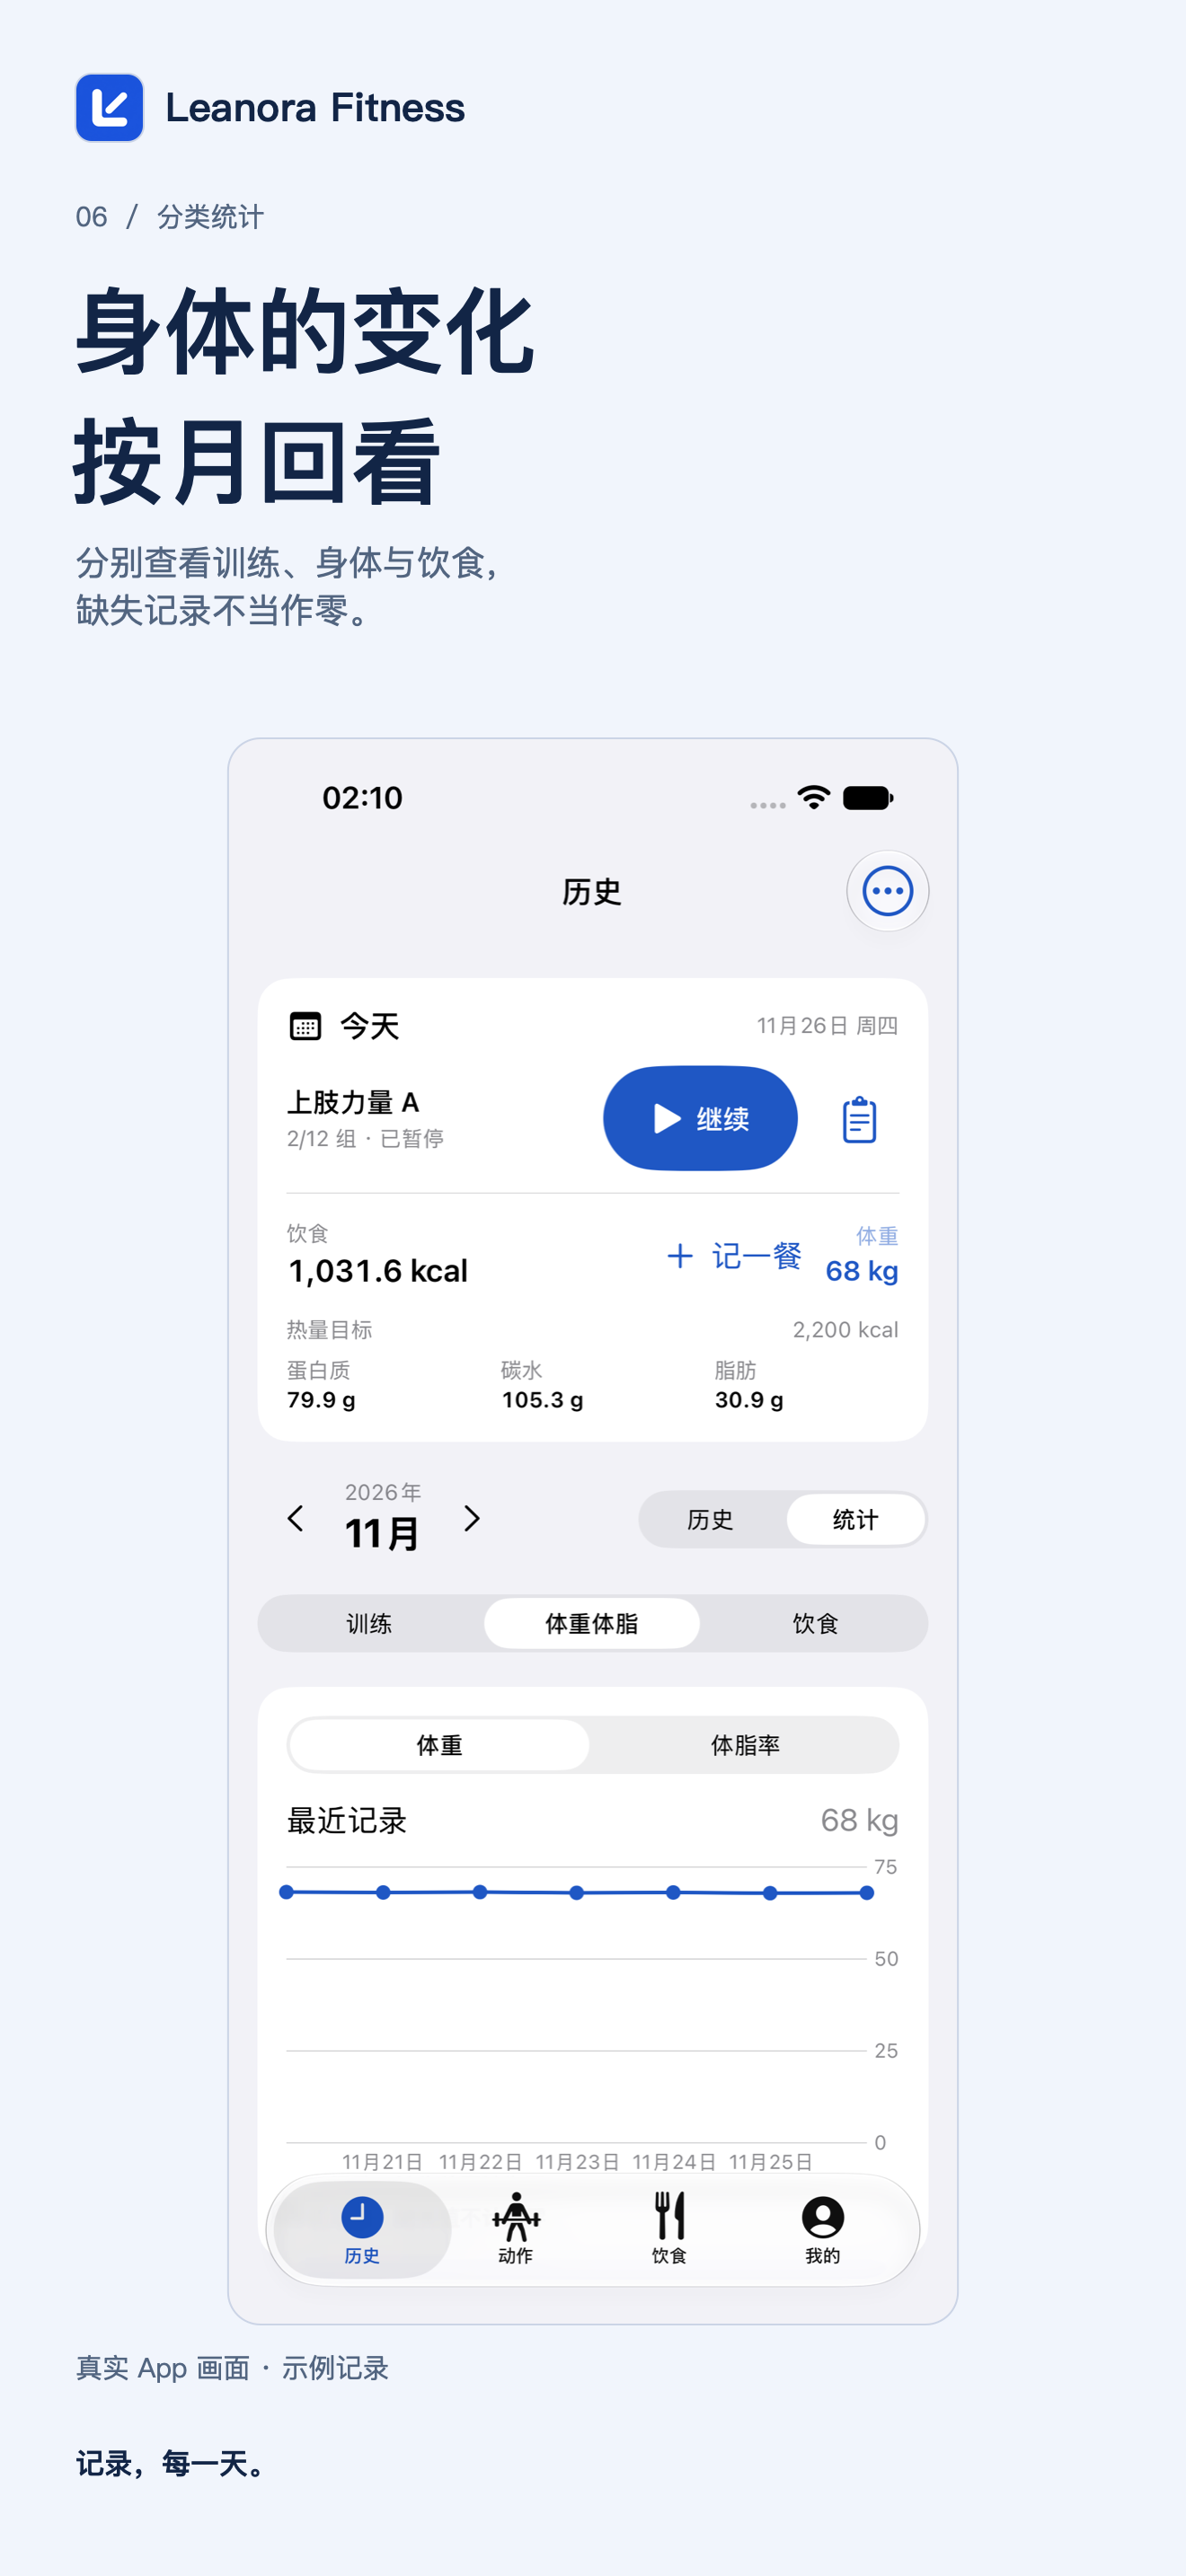 Leanora Fitness
06 / 分类统计
身体的变化
按月回看
分别查看训练、身体与饮食，
缺失记录不当作零。
02:10
历史
今天
11月26日 周四
上肢力量 A
2/12 组 · 已暂停
继续
饮食
1,031.6 kcal
记一餐
体重
68 kg
热量目标
2,200 kcal
蛋白质
碳水
脂肪
79.9 g
105.3 g
30.9 g
2026年
11月
历史
统计
训练
体重体脂
饮食
体重
体脂率
最近记录
68 kg
75
50
25
0
11月21日
11月22日
11月23日
11月24日
11月25日
历史
动作
饮食
我的
真实 App 画面 · 示例记录
记录，每一天。